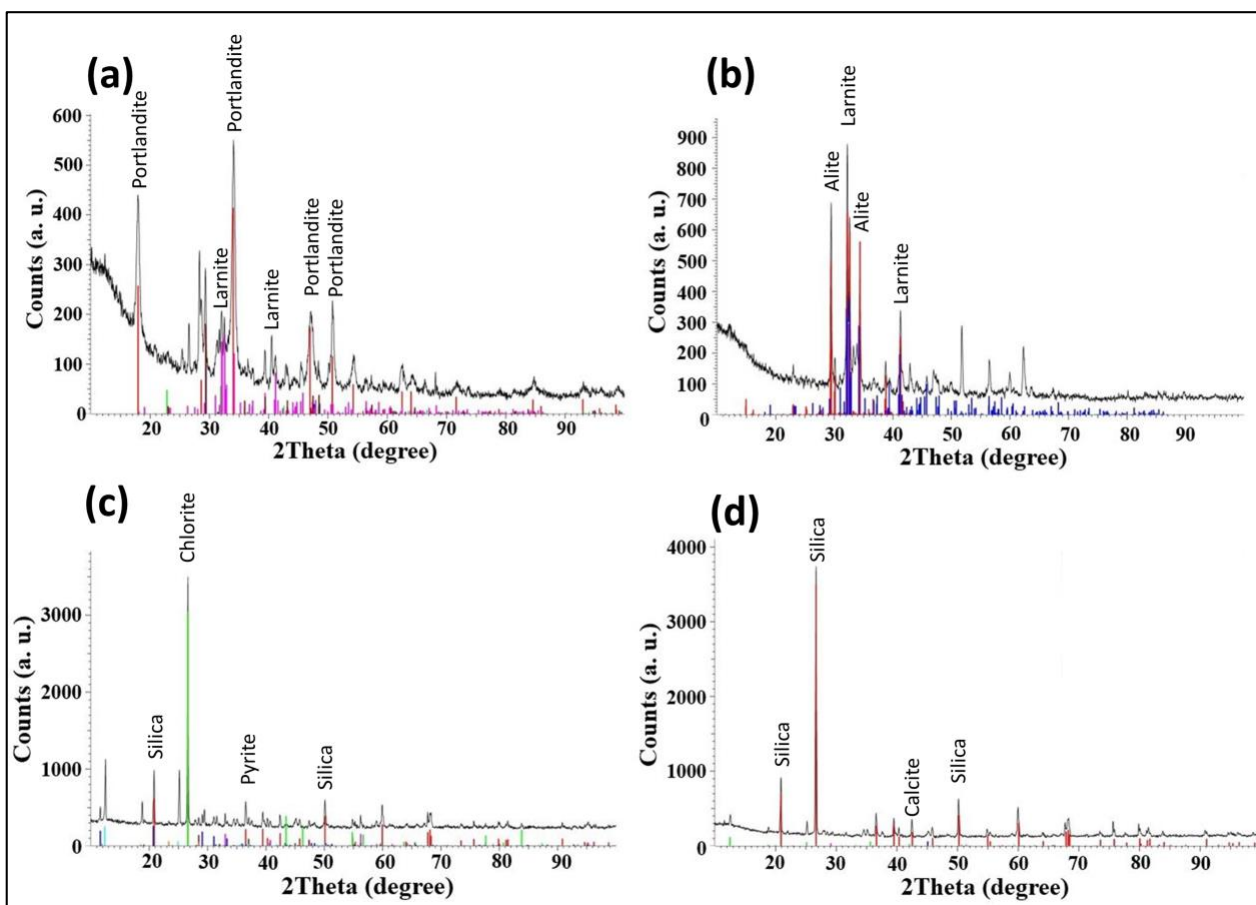 (a)
Portlandite
Portlandite
Larnite
Larnite
Portlandite
Portlandite
600
500
400
300
200
100
0
Counts (a. u.)
20 30 40 50 60 70 80 90
2Theta (degree)
(b)
Alite
Larnite
Alite
Larnite
900
800
700
600
500
400
300
200
100
0
Counts (a. u.)
20 30 40 50 60 70 80 90
2Theta (degree)
(c)
Silica
Chlorite
Pyrite
Silica
3000
2000
1000
0
Counts (a. u.)
20 30 40 50 60 70 80 90
2Theta (degree)
(d)
Silica
Silica
Calcite
Silica
4000
3000
2000
1000
0
Counts (a. u.)
20 30 40 50 60 70 80 90
2Theta (degree)